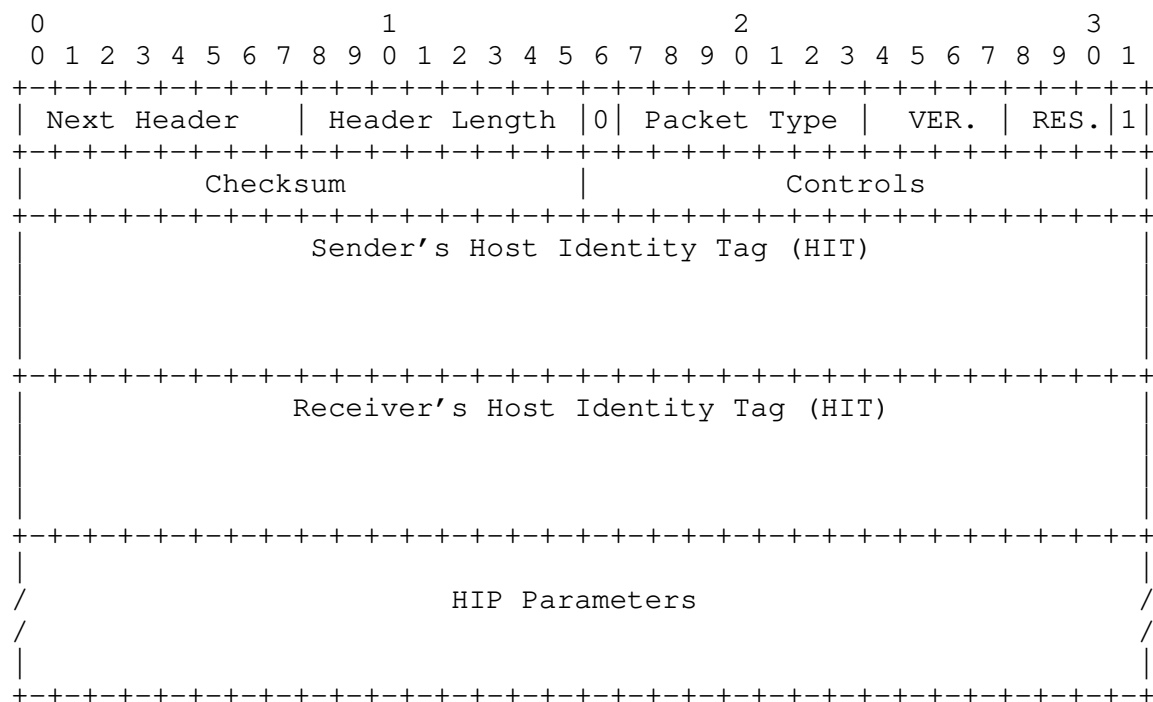 0                   1                   2                   3
 0 1 2 3 4 5 6 7 8 9 0 1 2 3 4 5 6 7 8 9 0 1 2 3 4 5 6 7 8 9 0 1
+-+-+-+-+-+-+-+-+-+-+-+-+-+-+-+-+-+-+-+-+-+-+-+-+-+-+-+-+-+-+-+-+
| Next Header   | Header Length |0| Packet Type |  VER. | RES.|1|
+-+-+-+-+-+-+-+-+-+-+-+-+-+-+-+-+-+-+-+-+-+-+-+-+-+-+-+-+-+-+-+-+
|          Checksum             |           Controls            |
+-+-+-+-+-+-+-+-+-+-+-+-+-+-+-+-+-+-+-+-+-+-+-+-+-+-+-+-+-+-+-+-+
|                Sender's Host Identity Tag (HIT)               |
|                                                               |
|                                                               |
|                                                               |
+-+-+-+-+-+-+-+-+-+-+-+-+-+-+-+-+-+-+-+-+-+-+-+-+-+-+-+-+-+-+-+-+
|               Receiver's Host Identity Tag (HIT)              |
|                                                               |
|                                                               |
|                                                               |
+-+-+-+-+-+-+-+-+-+-+-+-+-+-+-+-+-+-+-+-+-+-+-+-+-+-+-+-+-+-+-+-+
|                                                               |
/                        HIP Parameters                         /
/                                                               /
|                                                               |
+-+-+-+-+-+-+-+-+-+-+-+-+-+-+-+-+-+-+-+-+-+-+-+-+-+-+-+-+-+-+-+-+